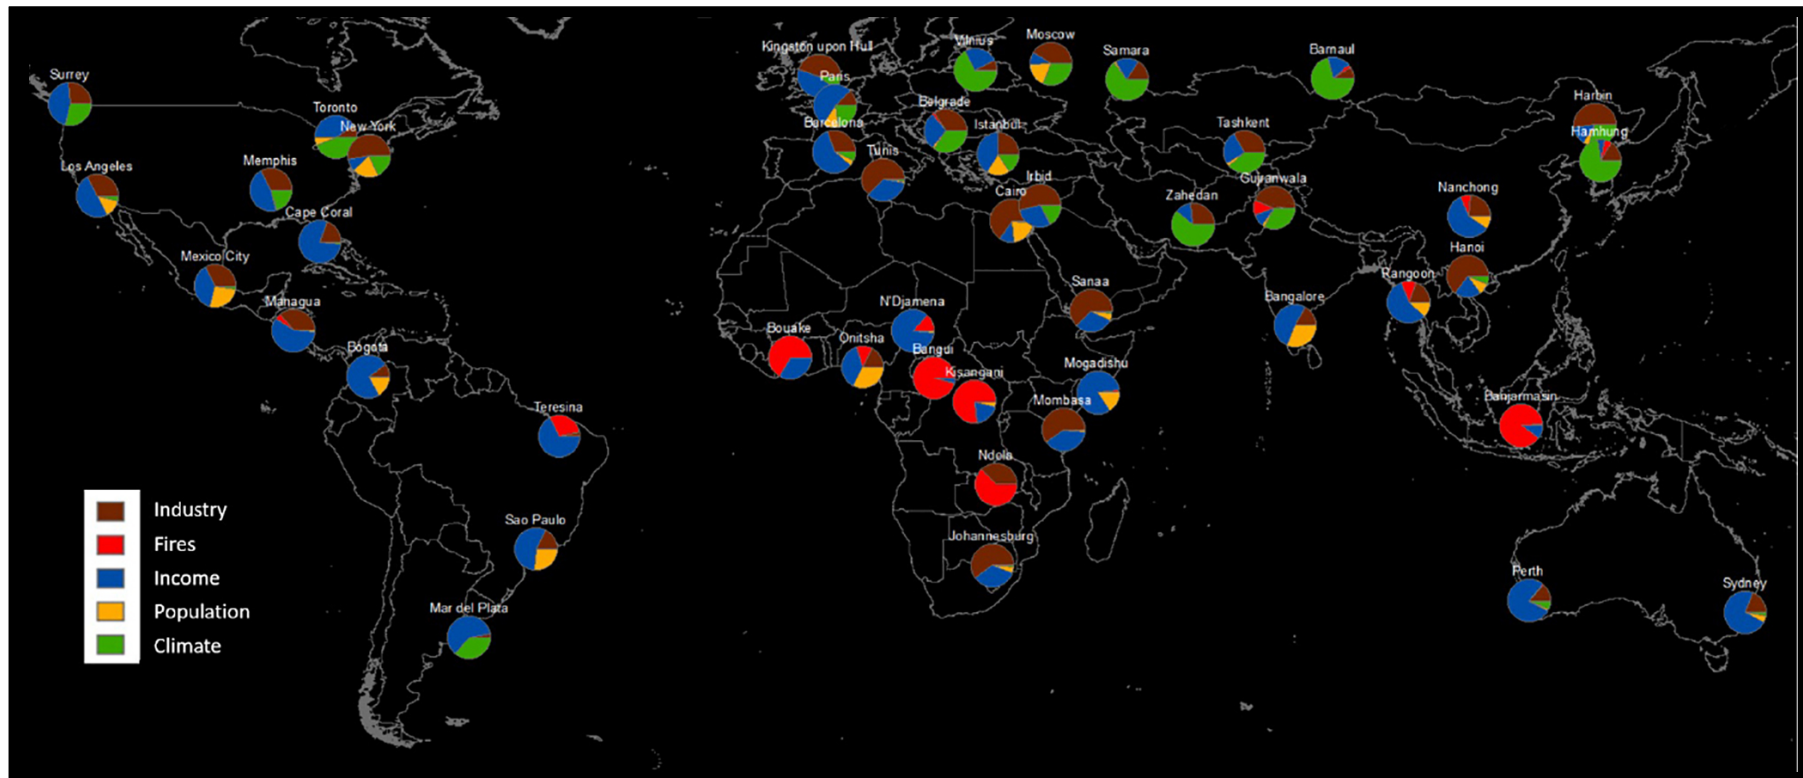 Kingston upon Hull
Vilnius
Moscow
Samara
Barnaul
Surrey
Paris
Harbin
Toronto
New York
Belgrade
Barcelona
Istanbul
Tashkent
Hamhung
Los Angeles
Memphis
Tunis
Irbid
Cairo
Zahedan
Gujranwala
Nanchong
Cape Coral
Mexico City
Hanoi
Managua
N'Djamena
Sanaa
Rangoon
Bangalore
Bouake
Onitsha
Bogota
Bangui
Kisangani
Mogadishu
Teresina
Mombasa
Banjarmasin
Ndola
Sao Paulo
Johannesburg
Perth
Sydney
Mar del Plata
Industry
Fires
Income
Population
Climate